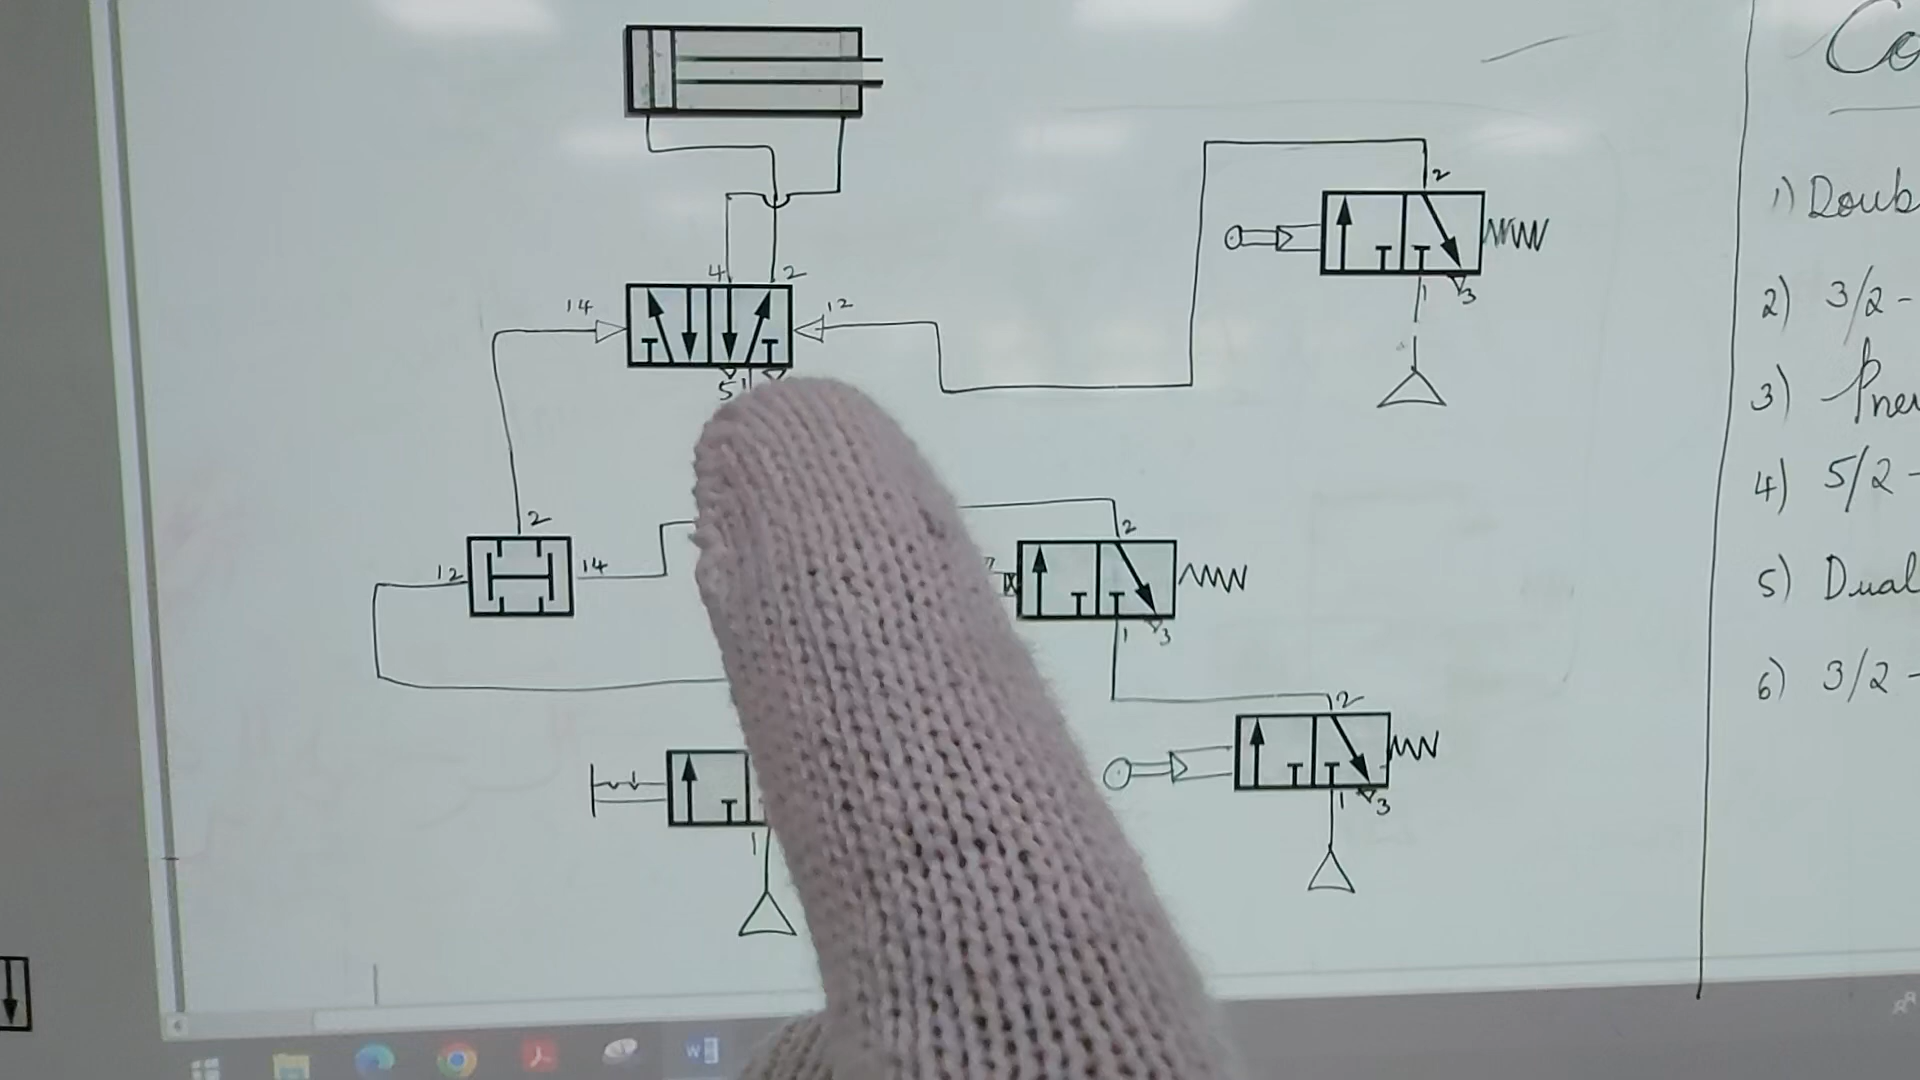 Co
1) Doub
2
2) 3/2 -
4 2
14
12
1 3
3) Pneu
5 1
4) 5/2 -
2
2
12
14
5) Dual
1 3
6) 3/2 -
2
1 3
1